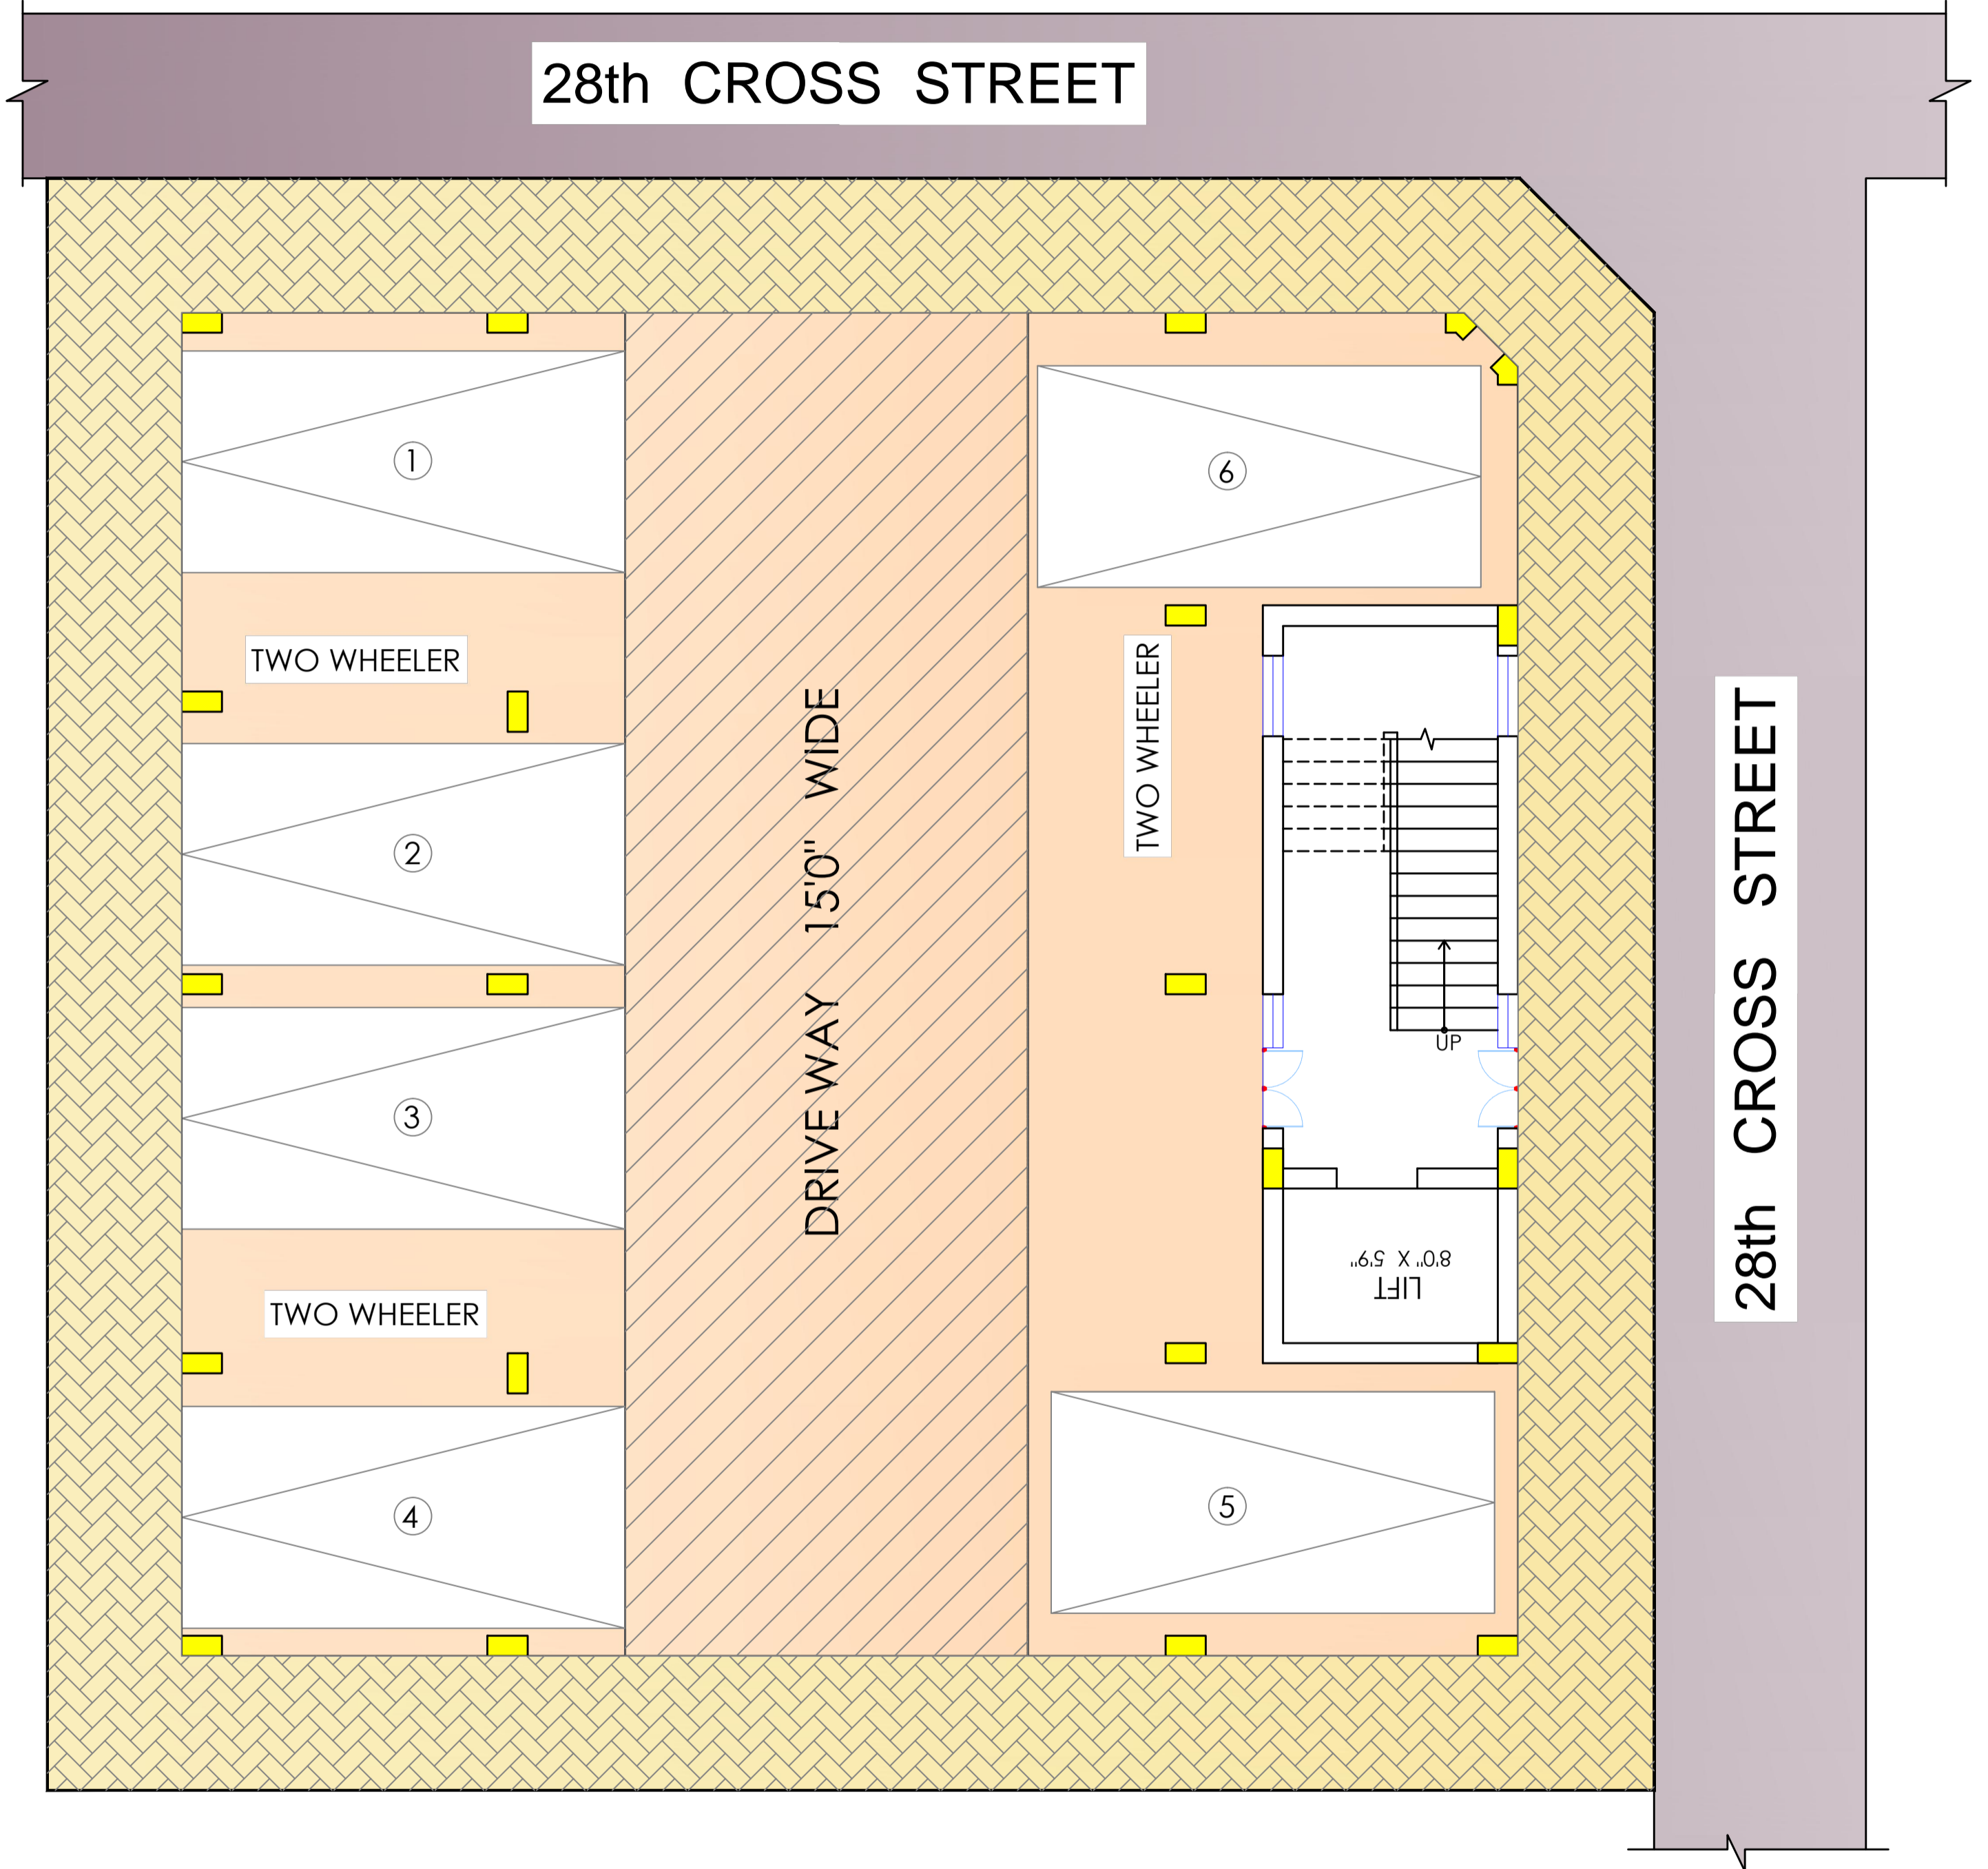 28th CROSS STREET
1
6
TWO WHEELER
TWO WHEELER
DRIVE WAY 15'0" WIDE
28th CROSS STREET
2
UP
3
LIFT
8'0" X 5'9"
TWO WHEELER
4
5